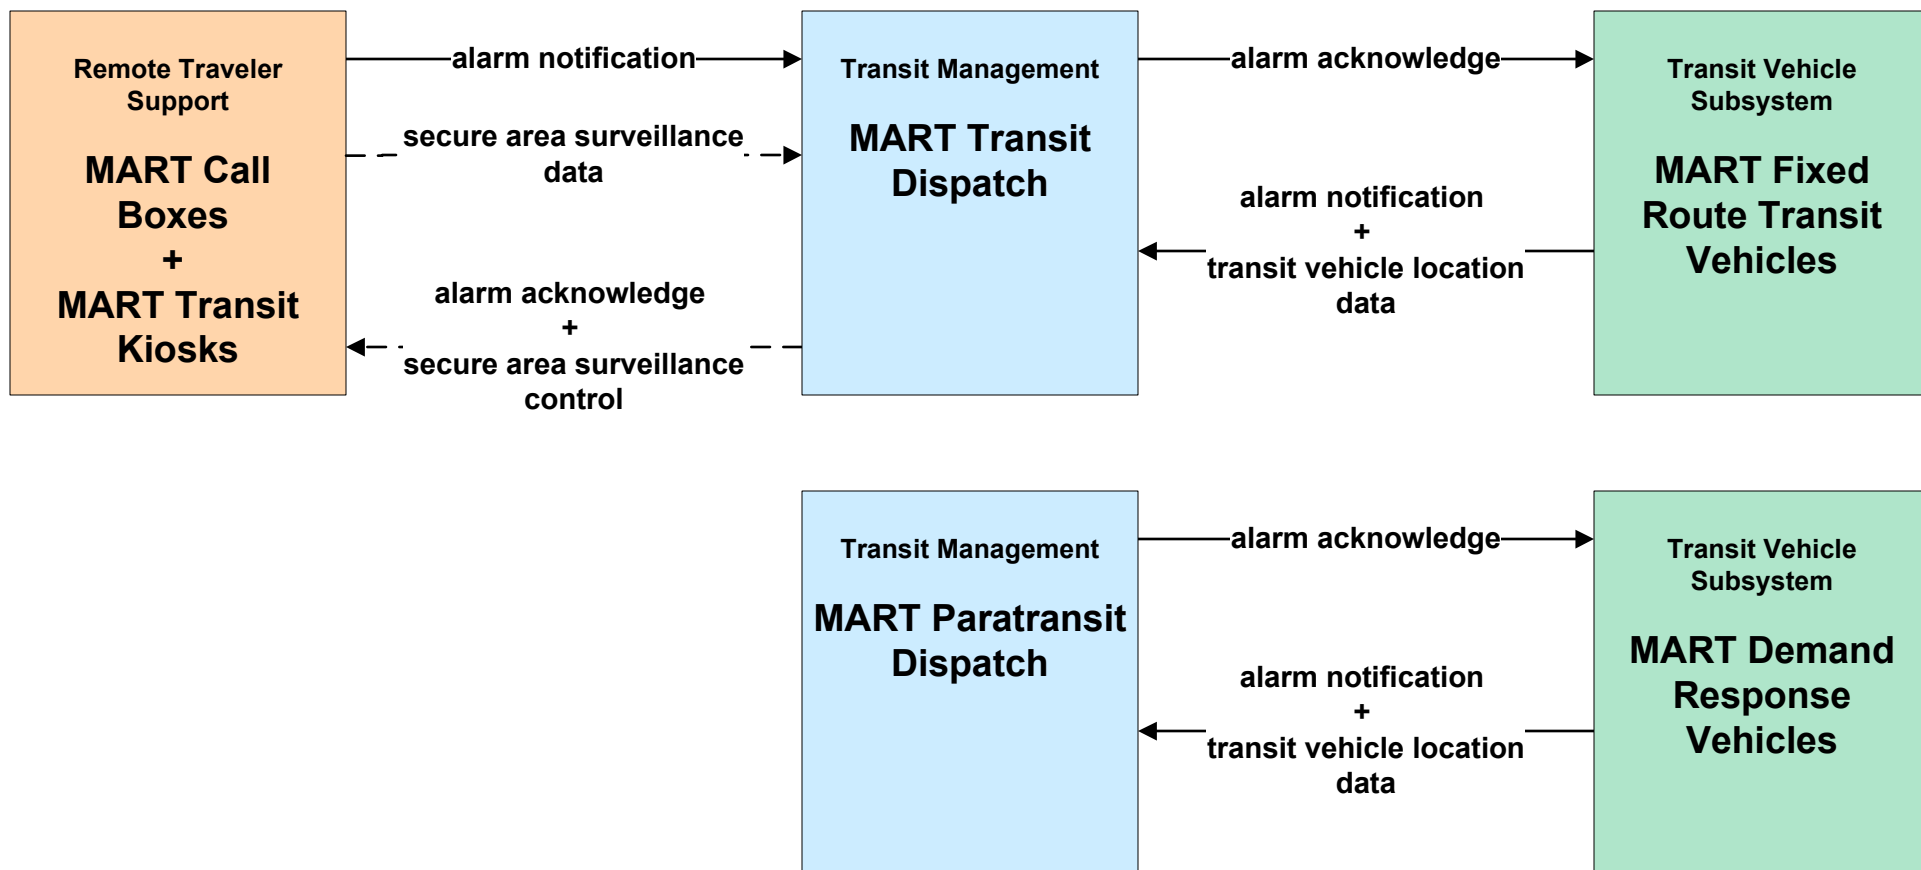 Remote Traveler
Support
MART Call
Boxes
+
MART Transit
Kiosks
alarm notification
secure area surveillance
data
alarm acknowledge
+
secure area surveillance
control
Transit Management
MART Transit
Dispatch
alarm acknowledge
alarm notification
+
transit vehicle location
data
Transit Vehicle
Subsystem
MART Fixed
Route Transit
Vehicles
Transit Management
MART Paratransit
Dispatch
alarm acknowledge
alarm notification
+
transit vehicle location
data
Transit Vehicle
Subsystem
MART Demand
Response
Vehicles